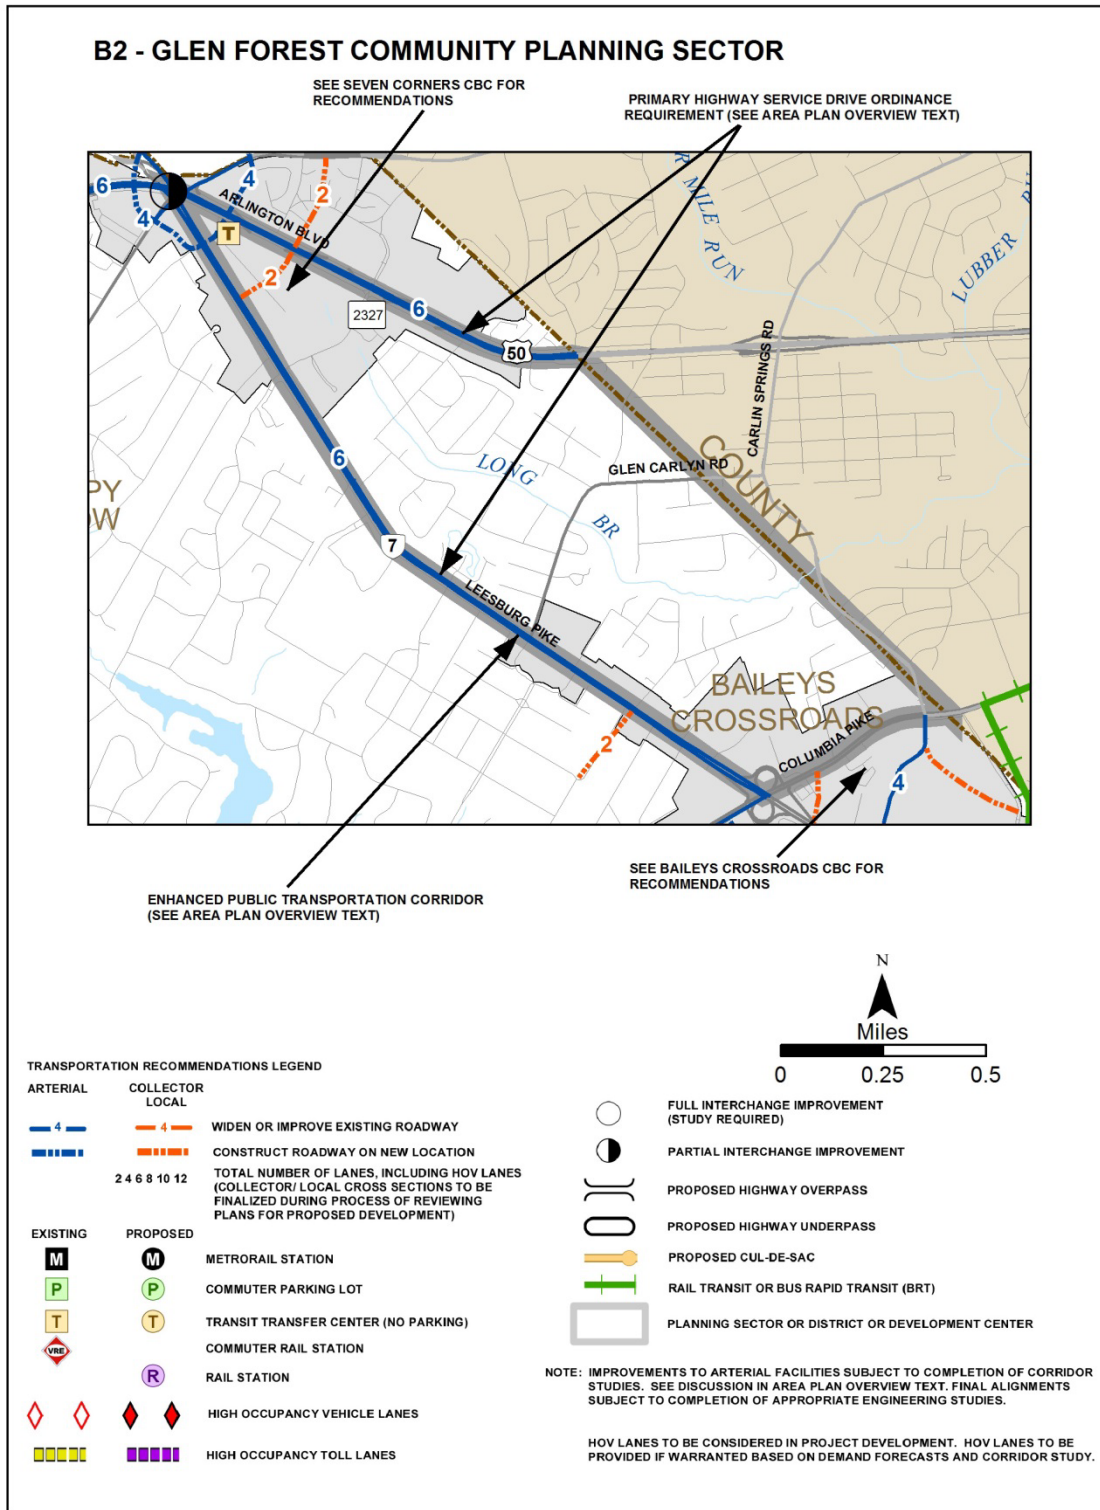 B2 - GLEN FOREST COMMUNITY PLANNING SECTOR
SEE SEVEN CORNERS CBC FOR
RECOMMENDATIONS
PRIMARY HIGHWAY SERVICE DRIVE ORDINANCE
REQUIREMENT (SEE AREA PLAN OVERVIEW TEXT)
6
4
4
2
ARLINGTON BLVD
T
2
2327
6
50
R MILE RUN
LUBBER
CARLIN SPRINGS RD
COUNTY
GLEN CARLYN RD
LONG
BR
6
PY
OW
7
LEESBURG PIKE
BAILEYS
CROSSROADS
COLUMBIA PIKE
2
4
SEE BAILEYS CROSSROADS CBC FOR
RECOMMENDATIONS
ENHANCED PUBLIC TRANSPORTATION CORRIDOR
(SEE AREA PLAN OVERVIEW TEXT)
N
Miles
0 0.25 0.5
TRANSPORTATION RECOMMENDATIONS LEGEND
ARTERIAL COLLECTOR
LOCAL
4 4 WIDEN OR IMPROVE EXISTING ROADWAY
CONSTRUCT ROADWAY ON NEW LOCATION
2 4 6 8 10 12 TOTAL NUMBER OF LANES, INCLUDING HOV LANES
(COLLECTOR/ LOCAL CROSS SECTIONS TO BE
FINALIZED DURING PROCESS OF REVIEWING
PLANS FOR PROPOSED DEVELOPMENT)
EXISTING PROPOSED
M M METRORAIL STATION
P P COMMUTER PARKING LOT
T T TRANSIT TRANSFER CENTER (NO PARKING)
VRE COMMUTER RAIL STATION
R RAIL STATION
HIGH OCCUPANCY VEHICLE LANES
HIGH OCCUPANCY TOLL LANES
FULL INTERCHANGE IMPROVEMENT
(STUDY REQUIRED)
PARTIAL INTERCHANGE IMPROVEMENT
PROPOSED HIGHWAY OVERPASS
PROPOSED HIGHWAY UNDERPASS
PROPOSED CUL-DE-SAC
RAIL TRANSIT OR BUS RAPID TRANSIT (BRT)
PLANNING SECTOR OR DISTRICT OR DEVELOPMENT CENTER
NOTE: IMPROVEMENTS TO ARTERIAL FACILITIES SUBJECT TO COMPLETION OF CORRIDOR
STUDIES. SEE DISCUSSION IN AREA PLAN OVERVIEW TEXT. FINAL ALIGNMENTS
SUBJECT TO COMPLETION OF APPROPRIATE ENGINEERING STUDIES.
HOV LANES TO BE CONSIDERED IN PROJECT DEVELOPMENT. HOV LANES TO BE
PROVIDED IF WARRANTED BASED ON DEMAND FORECASTS AND CORRIDOR STUDY.